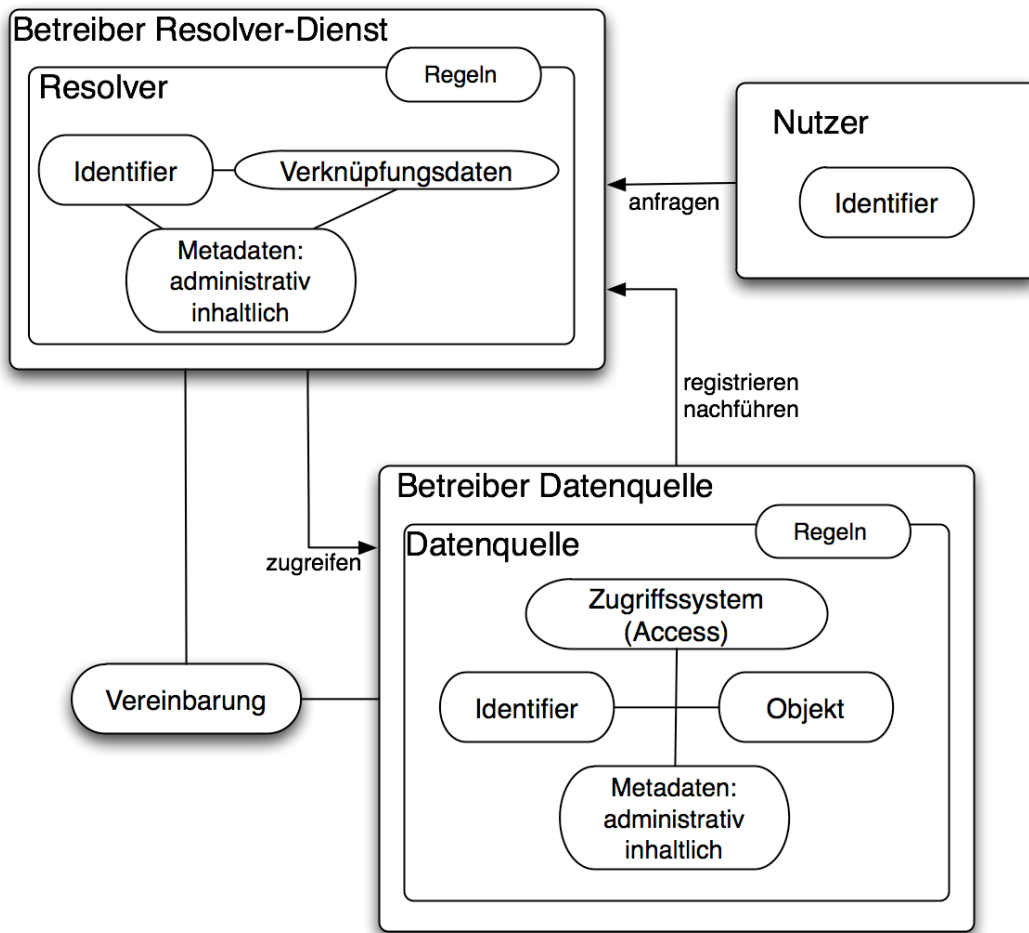 Betreiber Resolver-Dienst
Regeln
Resolver
Identifier
Verknüpfungsdaten
Metadaten:
administrativ
inhaltlich
Nutzer
Identifier
anfragen
registrieren
nachführen
zugreifen
Vereinbarung
Betreiber Datenquelle
Regeln
Datenquelle
Zugriffssystem
(Access)
Identifier
Objekt
Metadaten:
administrativ
inhaltlich